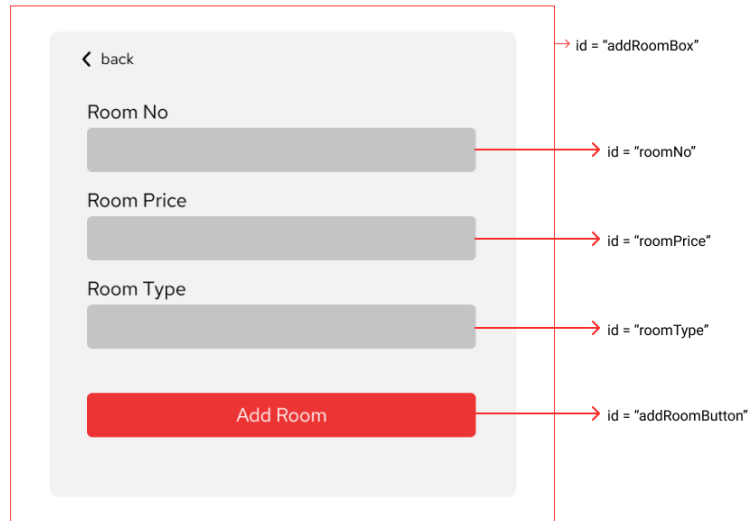 back
id = “addRoomBox”
Room No
id = “roomNo”
Room Price
id = “roomPrice”
Room Type
id = “roomType”
Add Room
id = “addRoomButton”